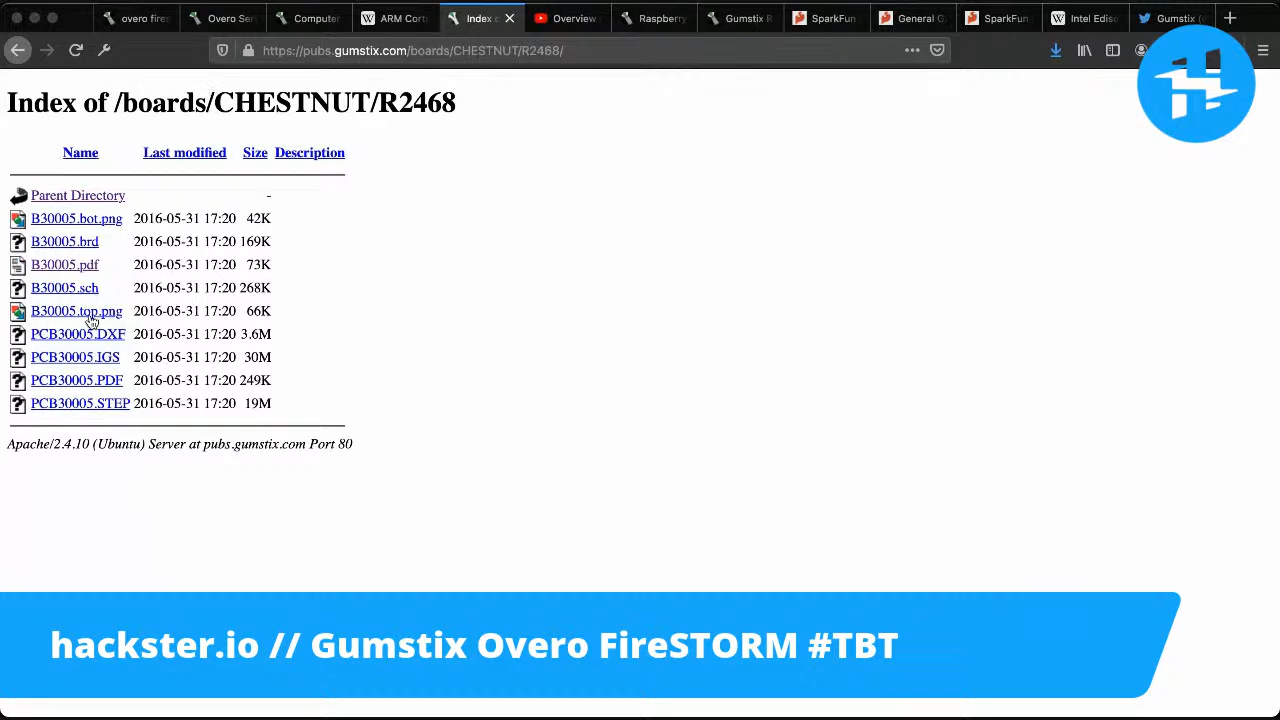 overo fire
Overo Ser
Computer
ARM Cort
Index o
Overview
Raspberry
Gumstix R
SparkFun
General G
SparkFun
Intel Ediso
Gumstix (
https://pubs.gumstix.com/boards/CHESTNUT/R2468/
Index of /boards/CHESTNUT/R2468
Name Last modified Size Description
Parent Directory -
B30005.bot.png 2016-05-31 17:20 42K
B30005.brd 2016-05-31 17:20 169K
B30005.pdf 2016-05-31 17:20 73K
B30005.sch 2016-05-31 17:20 268K
B30005.top.png 2016-05-31 17:20 66K
PCB30005.DXF 2016-05-31 17:20 3.6M
PCB30005.IGS 2016-05-31 17:20 30M
PCB30005.PDF 2016-05-31 17:20 249K
PCB30005.STEP 2016-05-31 17:20 19M
Apache/2.4.10 (Ubuntu) Server at pubs.gumstix.com Port 80
hackster.io // Gumstix Overo FireSTORM #TBT